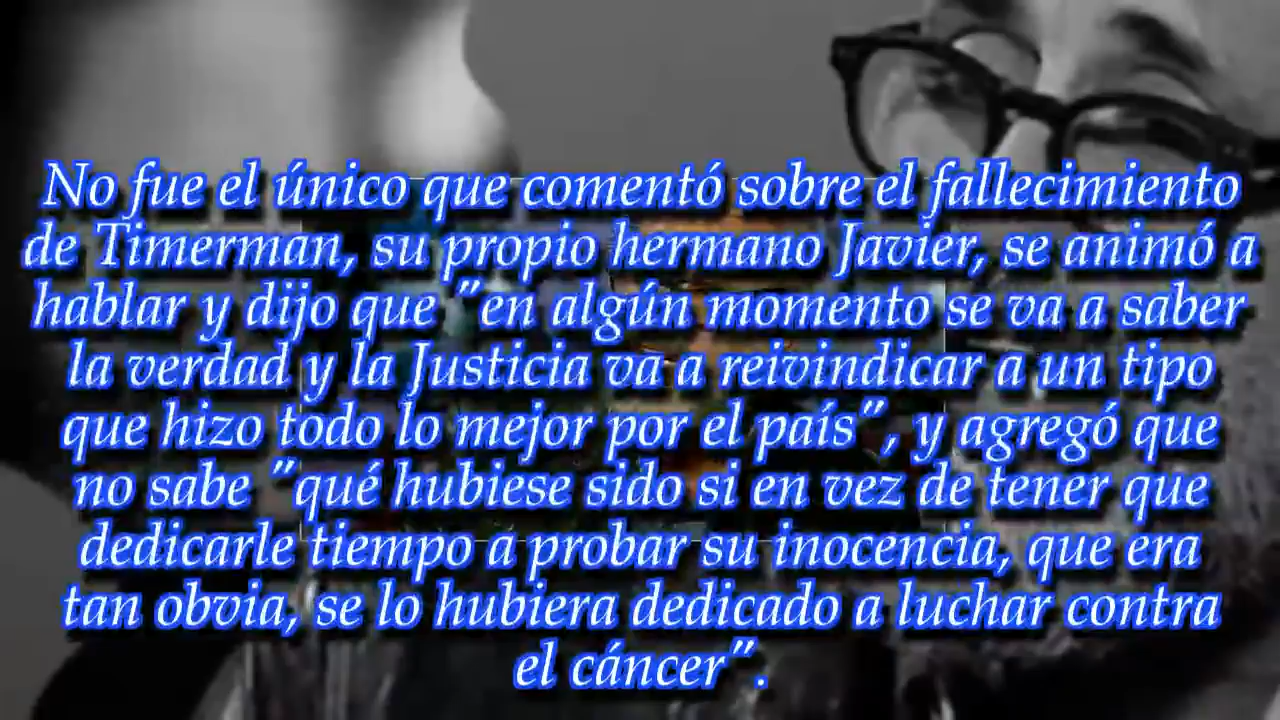 No fue el único que comentó sobre el fallecimiento
de Timerman, su propio hermano Javier, se animó a
hablar y dijo que "en algún momento se va a saber
la verdad y la Justicia va a reivindicar a un tipo
que hizo todo lo mejor por el país", y agregó que
no sabe "qué hubiese sido si en vez de tener que
dedicarle tiempo a probar su inocencia, que era
tan obvia, se lo hubiera dedicado a luchar contra
el cáncer".